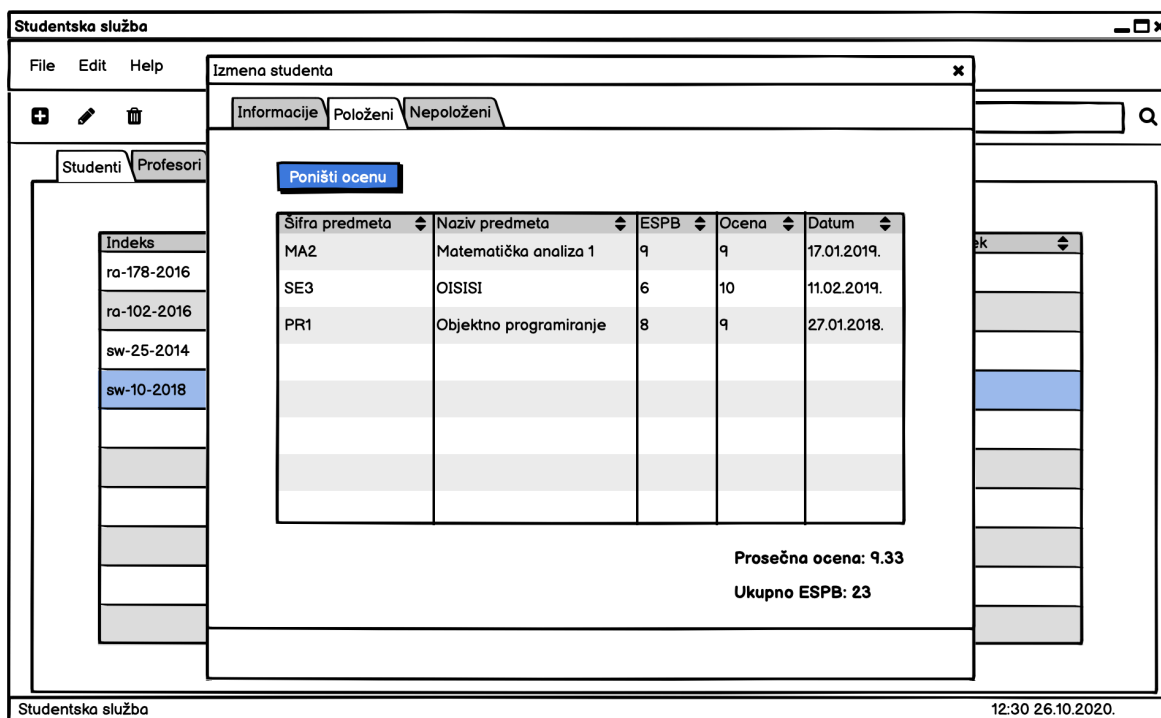 Studentska služba
File Edit Help
Izmena studenta
Informacije Položeni Nepoloženi
Studenti Profesori
Poništi ocenu
Šifra predmeta Naziv predmeta ESPB Ocena Datum
MA2 Matematička analiza 1 9 9 17.01.2019.
SE3 OISISI 6 10 11.02.2019.
PR1 Objektno programiranje 8 9 27.01.2018.
Indeks ek
ra-178-2016
ra-102-2016
sw-25-2014
sw-10-2018
Prosečna ocena: 9.33
Ukupno ESPB: 23
Studentska služba 12:30 26.10.2020.